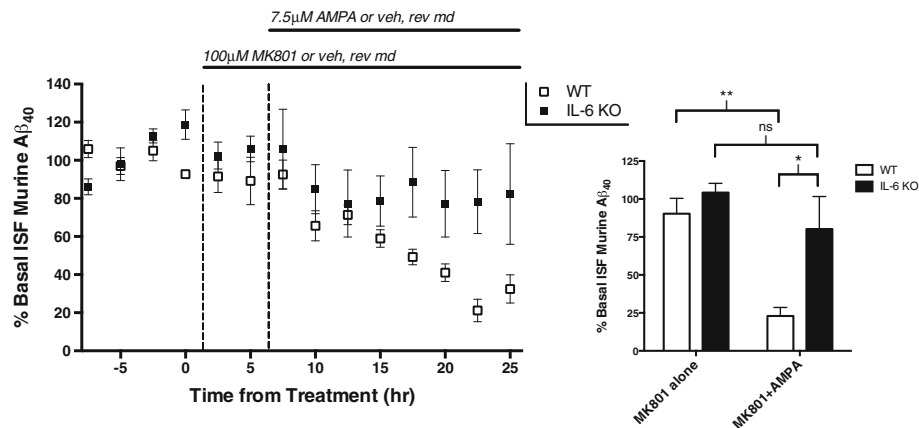 7.5µM AMPA or veh, rev md
100µM MK801 or veh, rev md
% Basal ISF Murine Aβ40
140
120
100
80
60
40
20
0
-5
0
5
10
15
20
25
Time from Treatment (hr)
WT
IL-6 KO
**
ns
*
WT
IL-6 KO
% Basal ISF Murine Aβ40
125
100
75
50
25
0
MK801 alone
MK801+AMPA